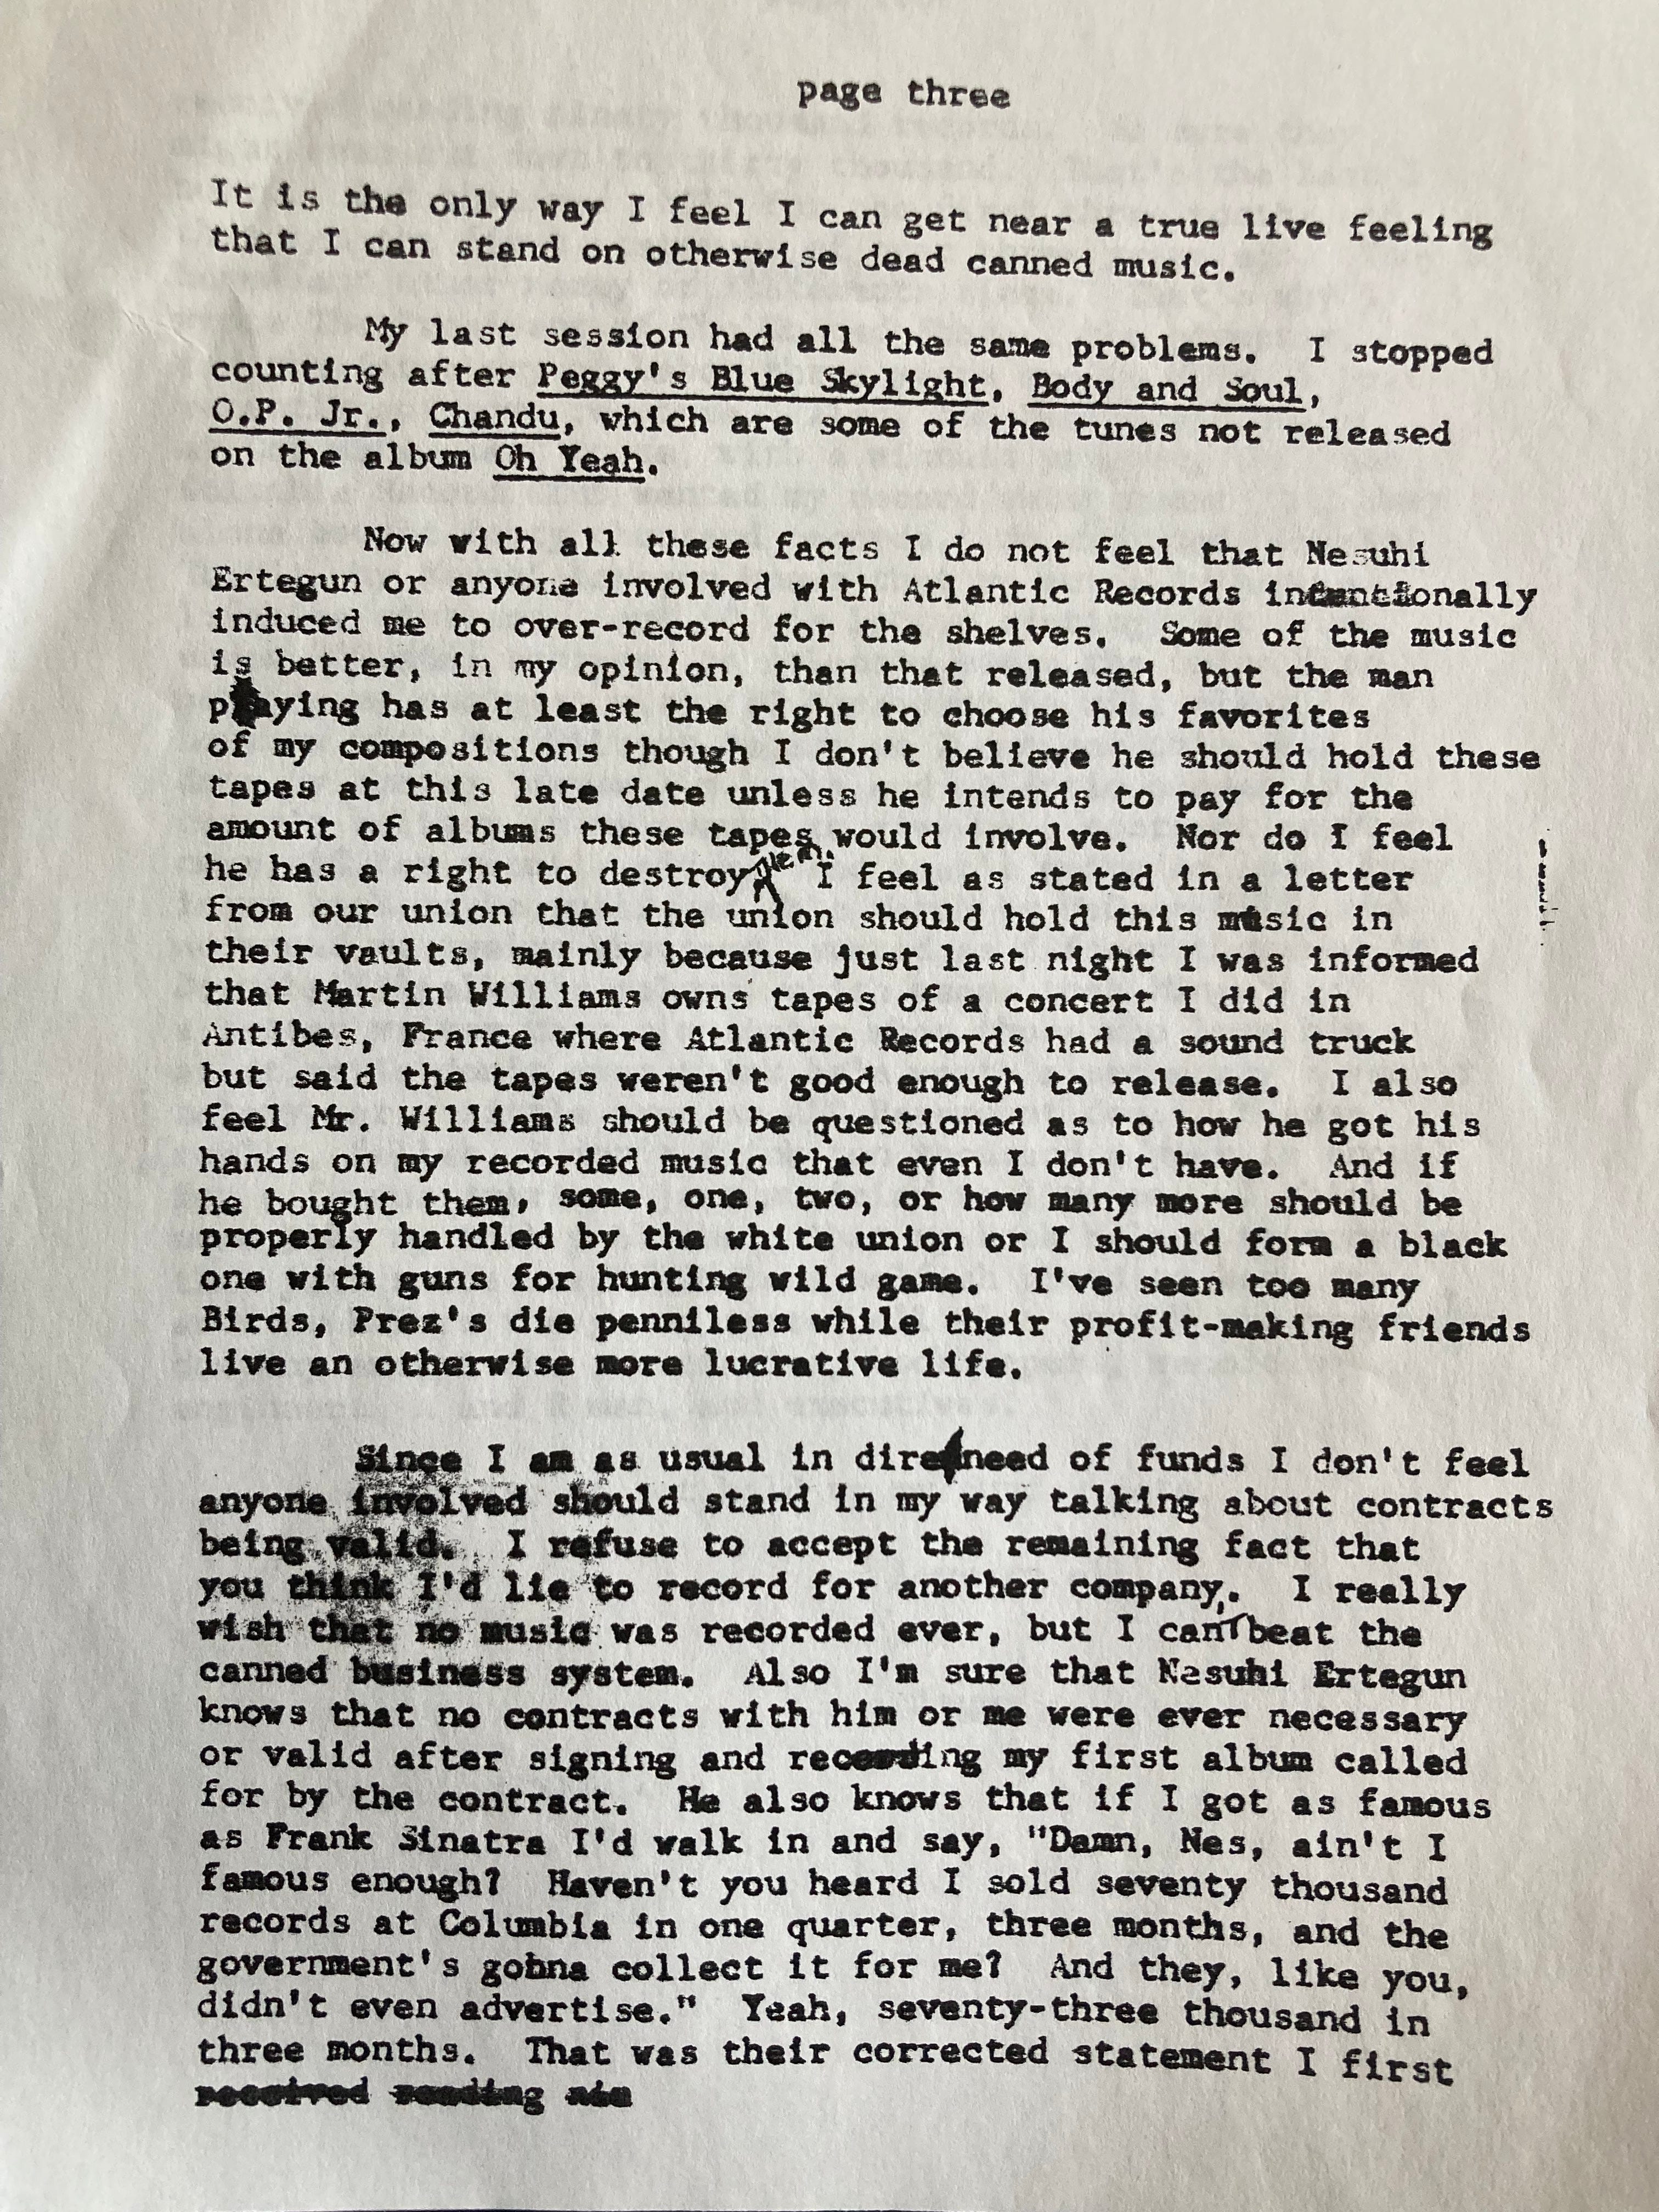 page three
It is the only way I feel I can get near a true live feeling
that I can stand on otherwise dead canned music.
My last session had all the same problems. I stopped
counting after Peggy's Blue Skylight, Body and Soul,
O.P. Jr., Chandu, which are some of the tunes not released
on the album Oh Yeah.
Now with all these facts I do not feel that Nesuhi
Ertegun or anyone involved with Atlantic Records intentionally
induced me to over-record for the shelves. Some of the music
is better, in my opinion, than that released, but the man
playing has at least the right to choose his favorites
of my compositions though I don't believe he should hold these
tapes at this late date unless he intends to pay for the
amount of albums these tapes would involve. Nor do I feel
he has a right to destroy them. I feel as stated in a letter
from our union that the union should hold this music in
their vaults, mainly because just last night I was informed
that Martin Williams owns tapes of a concert I did in
Antibes, France where Atlantic Records had a sound truck
but said the tapes weren't good enough to release. I also
feel Mr. Williams should be questioned as to how he got his
hands on my recorded music that even I don't have. And if
he bought them, some, one, two, or how many more should be
properly handled by the white union or I should form a black
one with guns for hunting wild game. I've seen too many
Birds, Prez's die penniless while their profit-making friends
live an otherwise more lucrative life.
Since I am as usual in dire need of funds I don't feel
anyone involved should stand in my way talking about contracts
being valid. I refuse to accept the remaining fact that
you think I'd lie to record for another company. I really
wish that no music was recorded ever, but I can't beat the
canned business system. Also I'm sure that Nesuhi Ertegun
knows that no contracts with him or me were ever necessary
or valid after signing and recording my first album called
for by the contract. He also knows that if I got as famous
as Frank Sinatra I'd walk in and say, "Damn, Nes, ain't I
famous enough? Haven't you heard I sold seventy thousand
records at Columbia in one quarter, three months, and the
government's gonna collect it for me? And they, like you,
didn't even advertise." Yeah, seventy-three thousand in
three months. That was their corrected statement I first
received reading